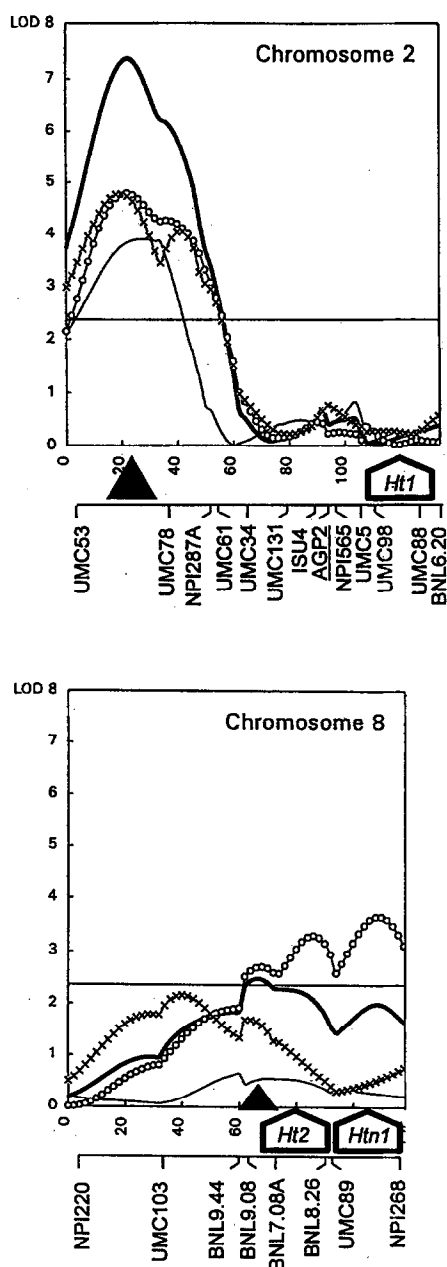 LOD 8
Chromosome 2
7
6
5
4
3
2
1
0
0 20 40 60 80 100
Ht1
UMC53 UMC78 NPI287A UMC61 UMC34 UMC131 ISU4 AGP2 NPI565 UMC5 UMC98 UMC88 BNL6.20
LOD 8
Chromosome 8
7
6
5
4
3
2
1
0
0 20 40 60
Ht2 Htn1
NPI220 UMC103 BNL9.44 BNL9.08 BNL7.08A BNL8.26 UMC89 NPI268